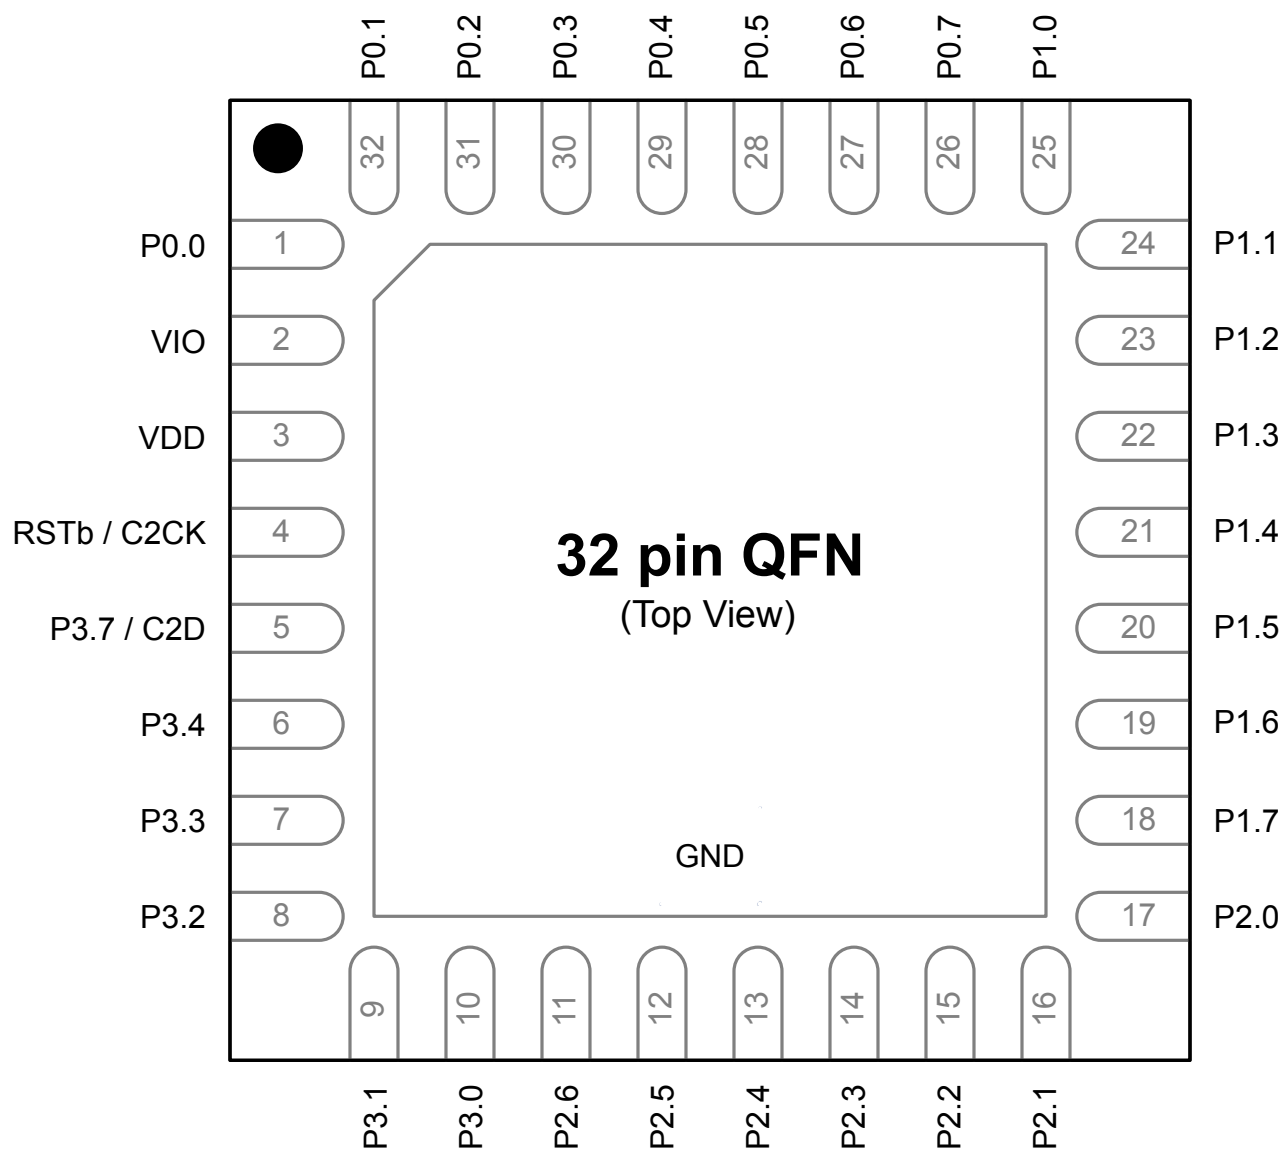 P0.1 P0.2 P0.3 P0.4 P0.5 P0.6 P0.7 P1.0
32 31 30 29 28 27 26 25
P0.0 1 24 P1.1
VIO 2 23 P1.2
VDD 3 22 P1.3
RSTb / C2CK 4 21 P1.4
32 pin QFN
(Top View)
P3.7 / C2D 5 20 P1.5
P3.4 6 19 P1.6
P3.3 7 18 P1.7
GND
P3.2 8 17 P2.0
9 10 11 12 13 14 15 16
P3.1 P3.0 P2.6 P2.5 P2.4 P2.3 P2.2 P2.1